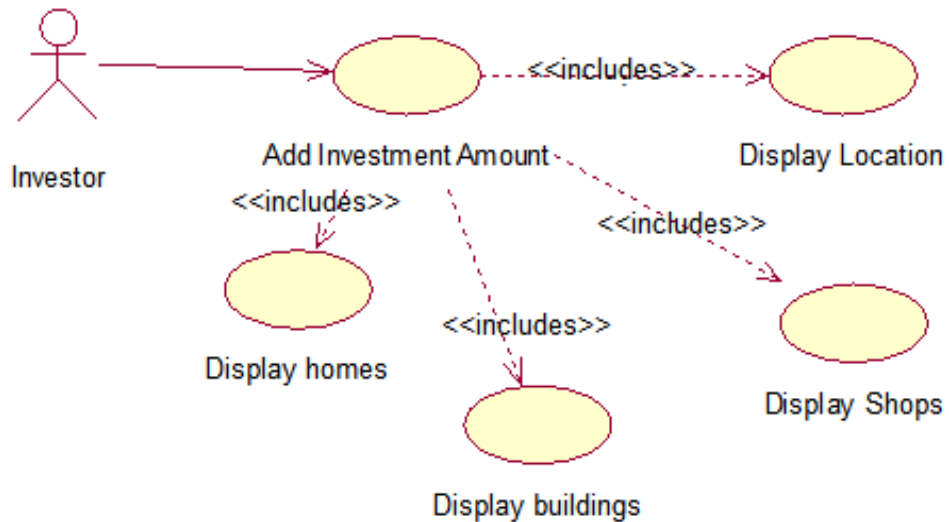 <<includes>>
Investor
Add Investment Amount
Display Location
<<includes>>
<<includes>>
<<includes>>
Display homes
Display Shops
Display buildings